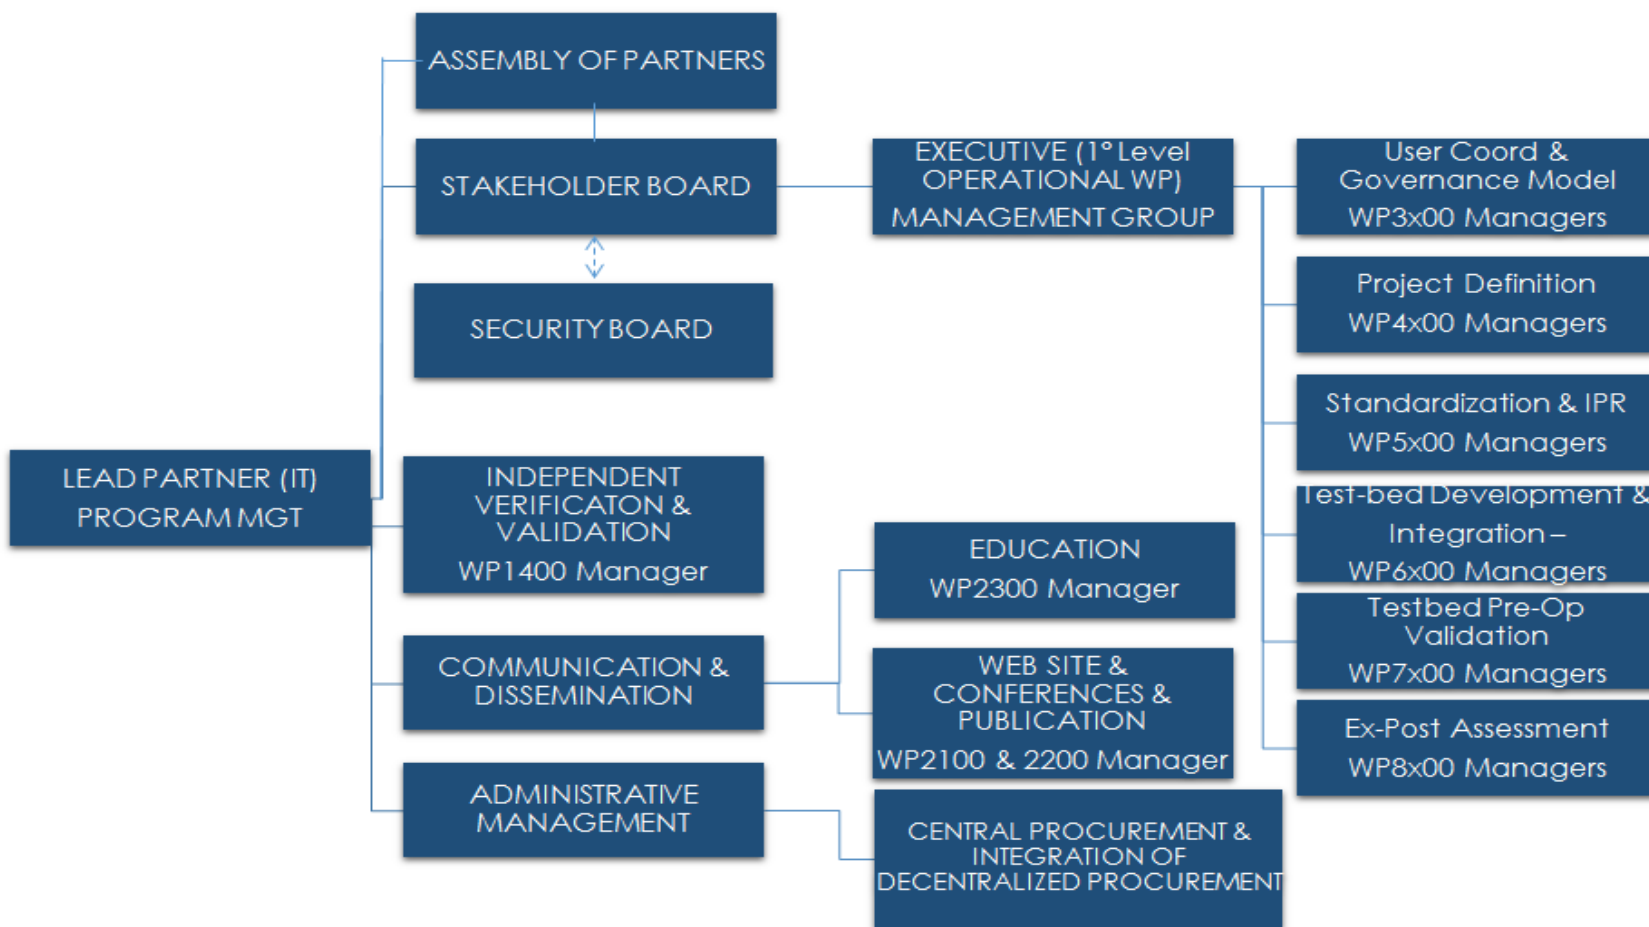 ASSEMBLY OF PARTNERS
STAKEHOLDER BOARD
SECURITY BOARD
LEAD PARTNER (IT)
PROGRAM MGT
INDEPENDENT
VERIFICATON &
VALIDATION
WP1400 Manager
COMMUNICATION &
DISSEMINATION
ADMINISTRATIVE
MANAGEMENT
EXECUTIVE (1° Level
OPERATIONAL WP)
MANAGEMENT GROUP
EDUCATION
WP2300 Manager
WEB SITE &
CONFERENCES &
PUBLICATION
WP2100 & 2200 Manager
CENTRAL PROCUREMENT &
INTEGRATION OF
DECENTRALIZED PROCUREMENT
User Coord &
Governance Model
WP3x00 Managers
Project Definition
WP4x00 Managers
Standardization & IPR
WP5x00 Managers
Test-bed Development &
Integration –
WP6x00 Managers
Testbed Pre-Op
Validation
WP7x00 Managers
Ex-Post Assessment
WP8x00 Managers